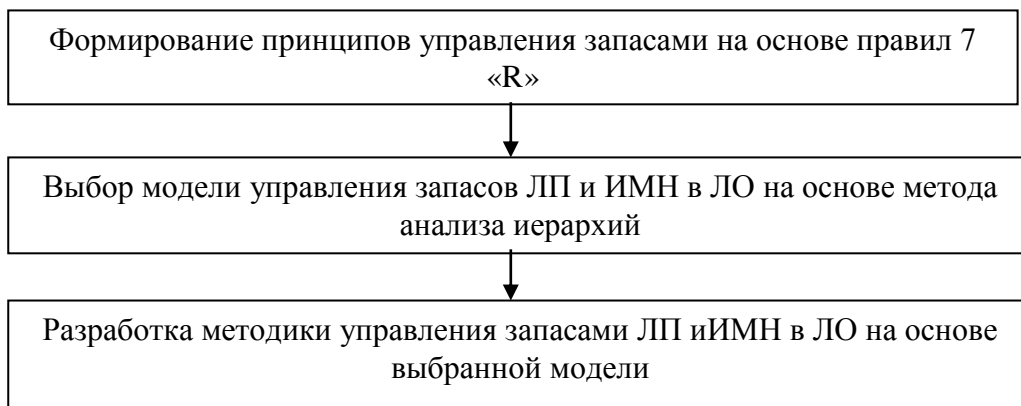 Формирование принципов управления запасами на основе правил 7
«R»
Выбор модели управления запасов ЛП и ИМН в ЛО на основе метода
анализа иерархий
Разработка методики управления запасами ЛП иИМН в ЛО на основе
выбранной модели